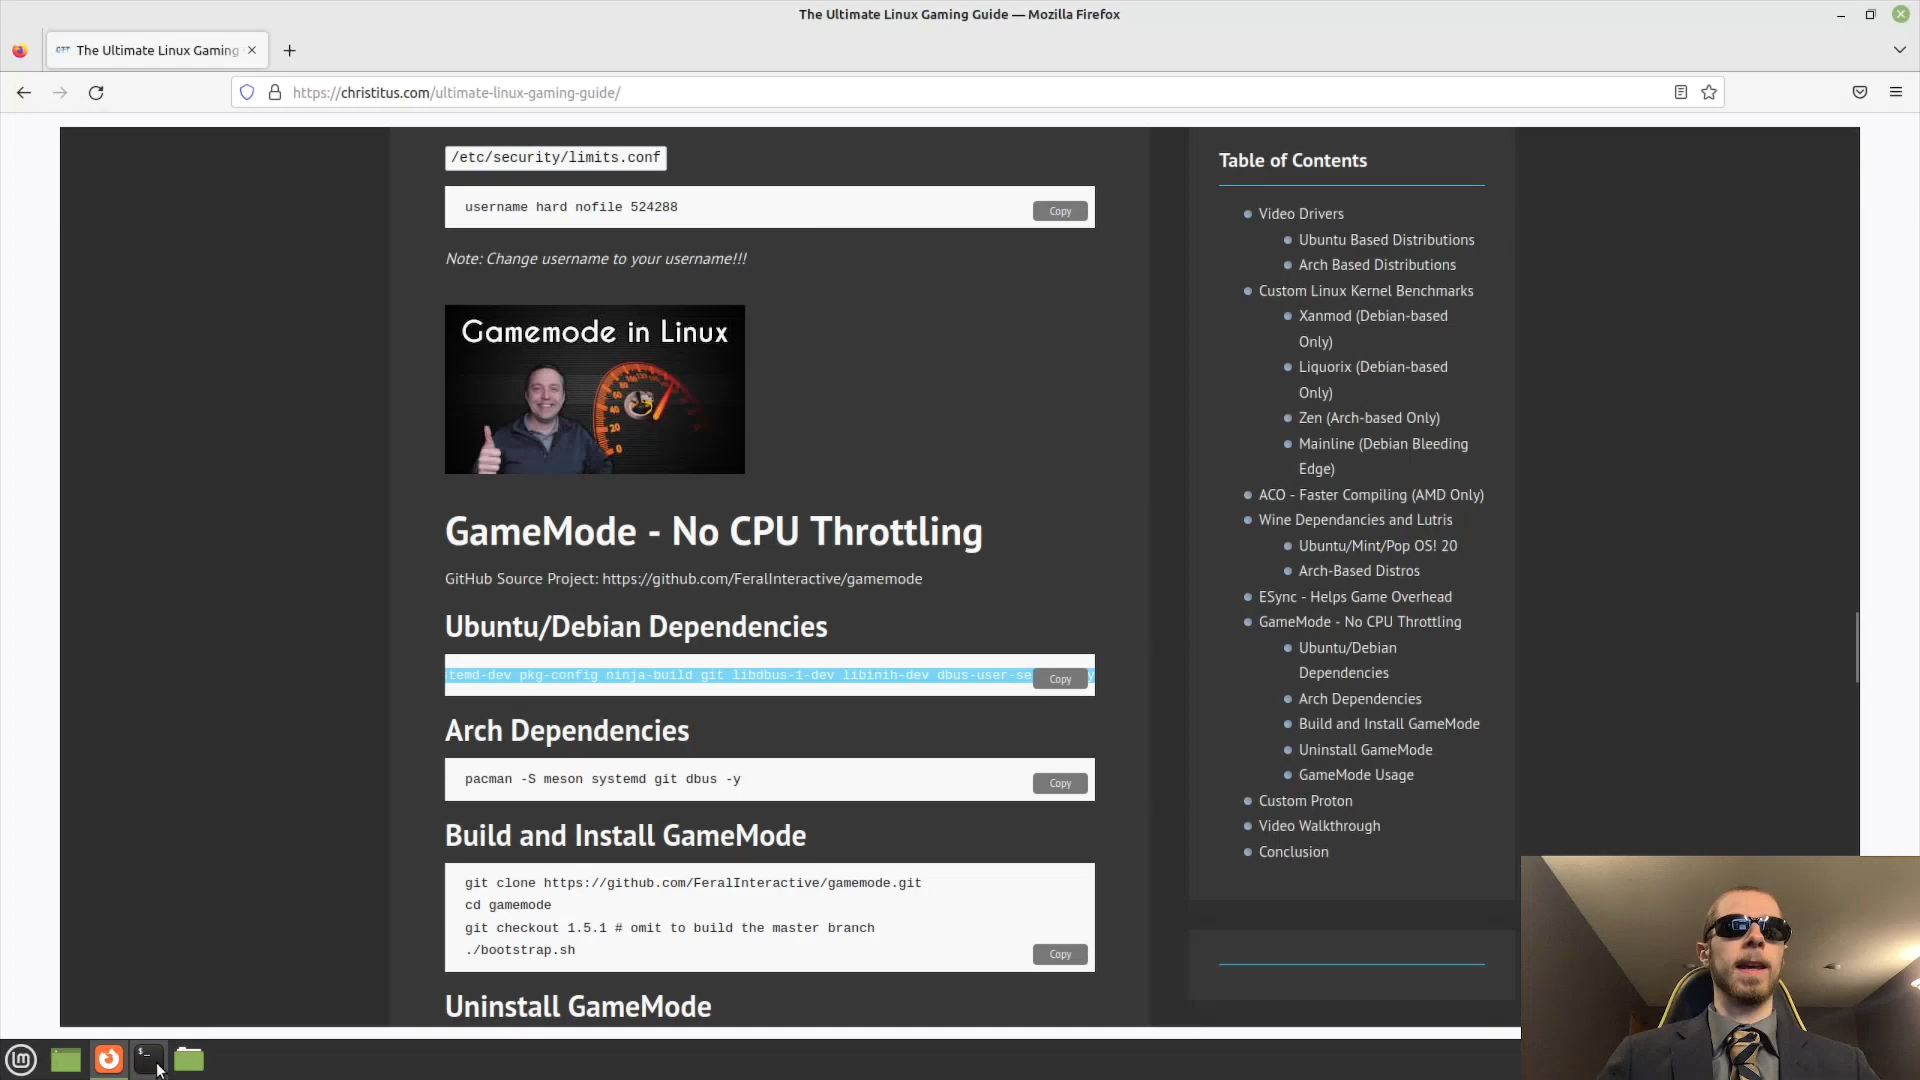 The Ultimate Linux Gaming Guide — Mozilla Firefox
The Ultimate Linux Gaming
https://christitus.com/ultimate-linux-gaming-guide/
/etc/security/limits.conf
username hard nofile 524288
Copy
Note: Change username to your username!!!
Gamemode in Linux
GameMode - No CPU Throttling
GitHub Source Project: https://github.com/FeralInteractive/gamemode
Ubuntu/Debian Dependencies
temd-dev pkg-config ninja-build git libdbus-1-dev libinih-dev dbus-user-se
Copy
Arch Dependencies
pacman -S meson systemd git dbus -y
Copy
Build and Install GameMode
git clone https://github.com/FeralInteractive/gamemode.git
cd gamemode
git checkout 1.5.1 # omit to build the master branch
./bootstrap.sh
Copy
Uninstall GameMode
Table of Contents
Video Drivers
Ubuntu Based Distributions
Arch Based Distributions
Custom Linux Kernel Benchmarks
Xanmod (Debian-based
Only)
Liquorix (Debian-based
Only)
Zen (Arch-based Only)
Mainline (Debian Bleeding
Edge)
ACO - Faster Compiling (AMD Only)
Wine Dependancies and Lutris
Ubuntu/Mint/Pop OS! 20
Arch-Based Distros
ESync - Helps Game Overhead
GameMode - No CPU Throttling
Ubuntu/Debian
Dependencies
Arch Dependencies
Build and Install GameMode
Uninstall GameMode
GameMode Usage
Custom Proton
Video Walkthrough
Conclusion